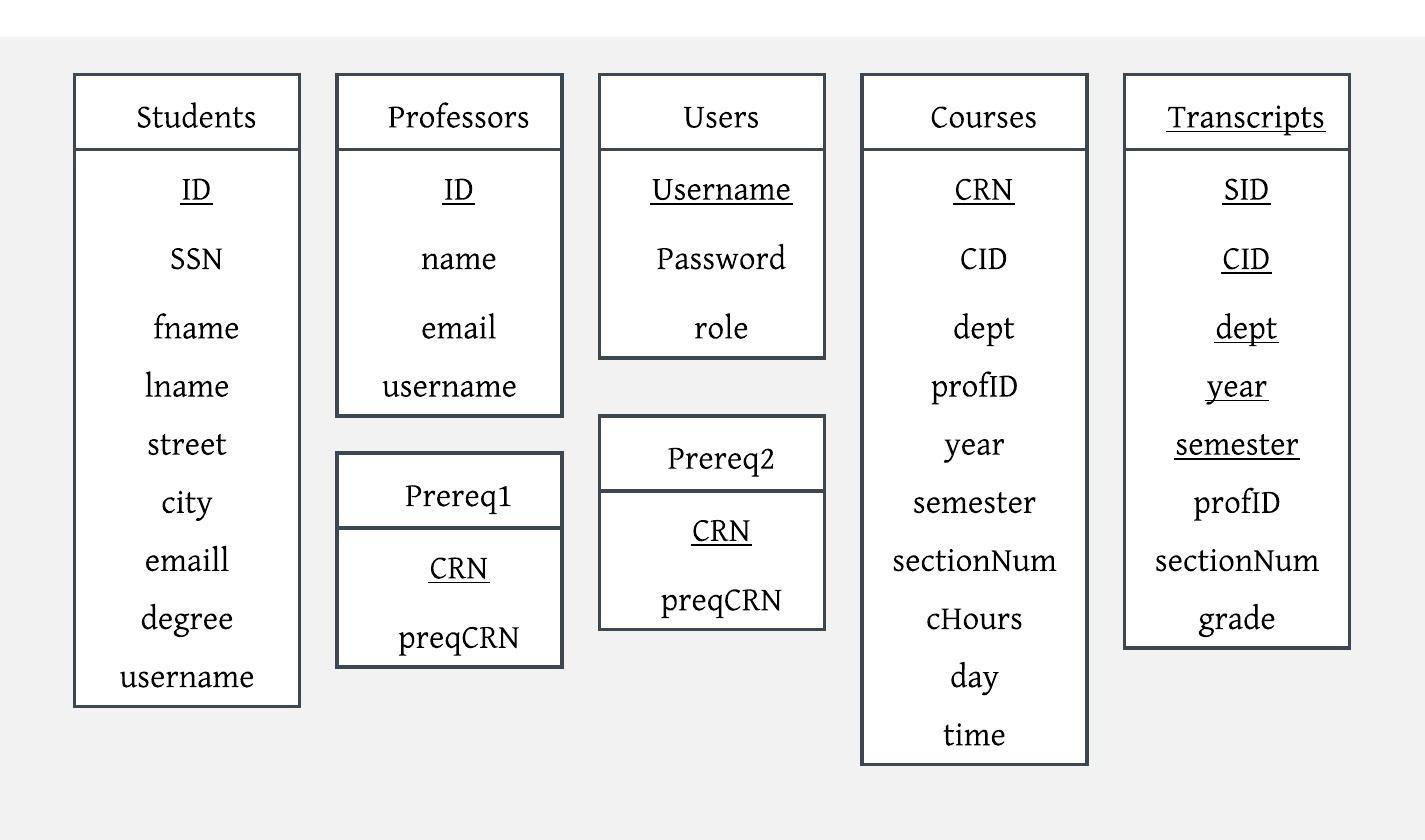 Students
ID
SSN
fname
lname
street
city
emaill
degree
username
Professors
ID
name
email
username
Prereq1
CRN
preqCRN
Users
Username
Password
role
Prereq2
CRN
preqCRN
Courses
CRN
CID
dept
profID
year
semester
sectionNum
cHours
day
time
Transcripts
SID
CID
dept
year
semester
profID
sectionNum
grade